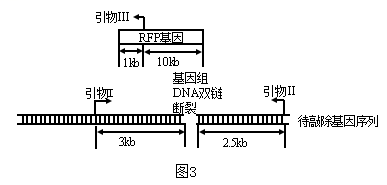 引物III
RFP基因
1kb 10kb
基因组
DNA双链
断裂
引物I
引物II
待敲除基因序列
3kb
2.5kb
图3